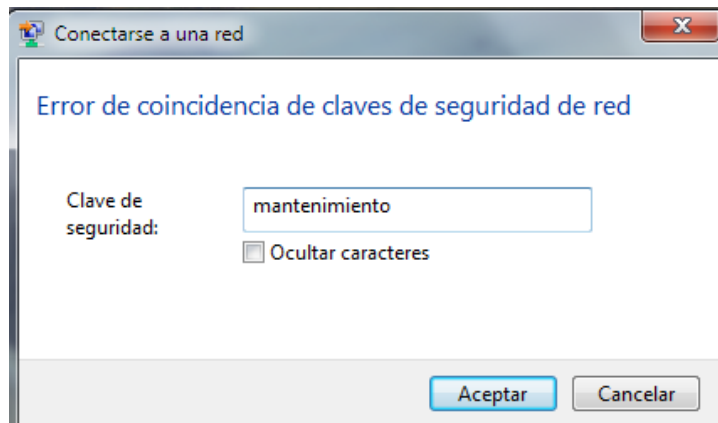 Conectarse a una red
Error de coincidencia de claves de seguridad de red
Clave de
seguridad:
mantenimiento
Ocultar caracteres
Aceptar
Cancelar